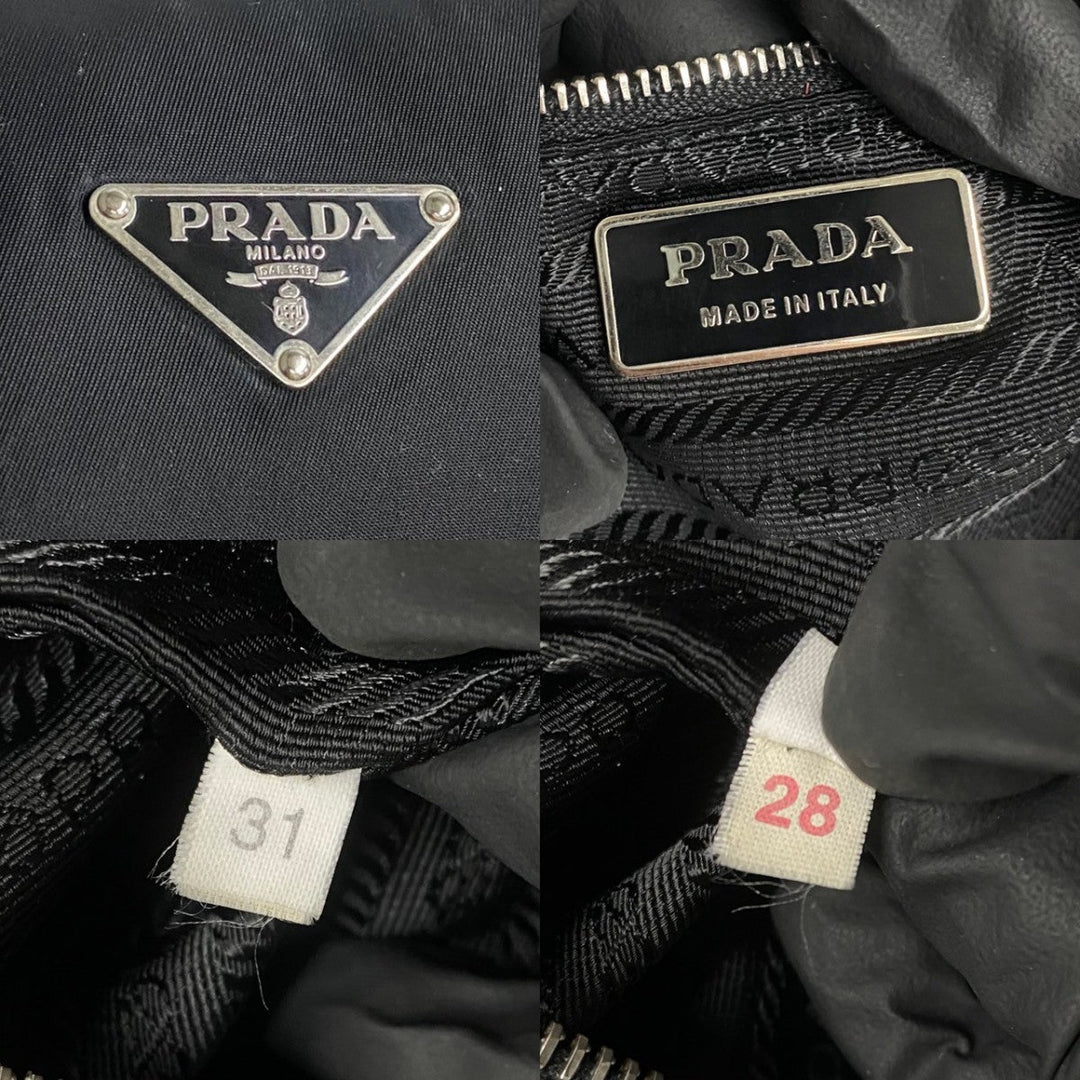 PRADA
MILANO
DAL 1913
PRADA
MADE IN ITALY
31
28